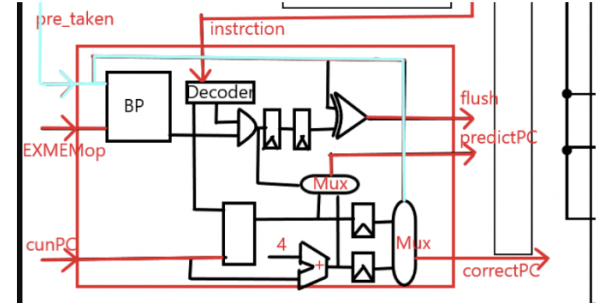 pre_taken
instrction
BP
Decoder
flush
EXMEMop
predictPC
Mux
cunPC
4
+
Mux
correctPC